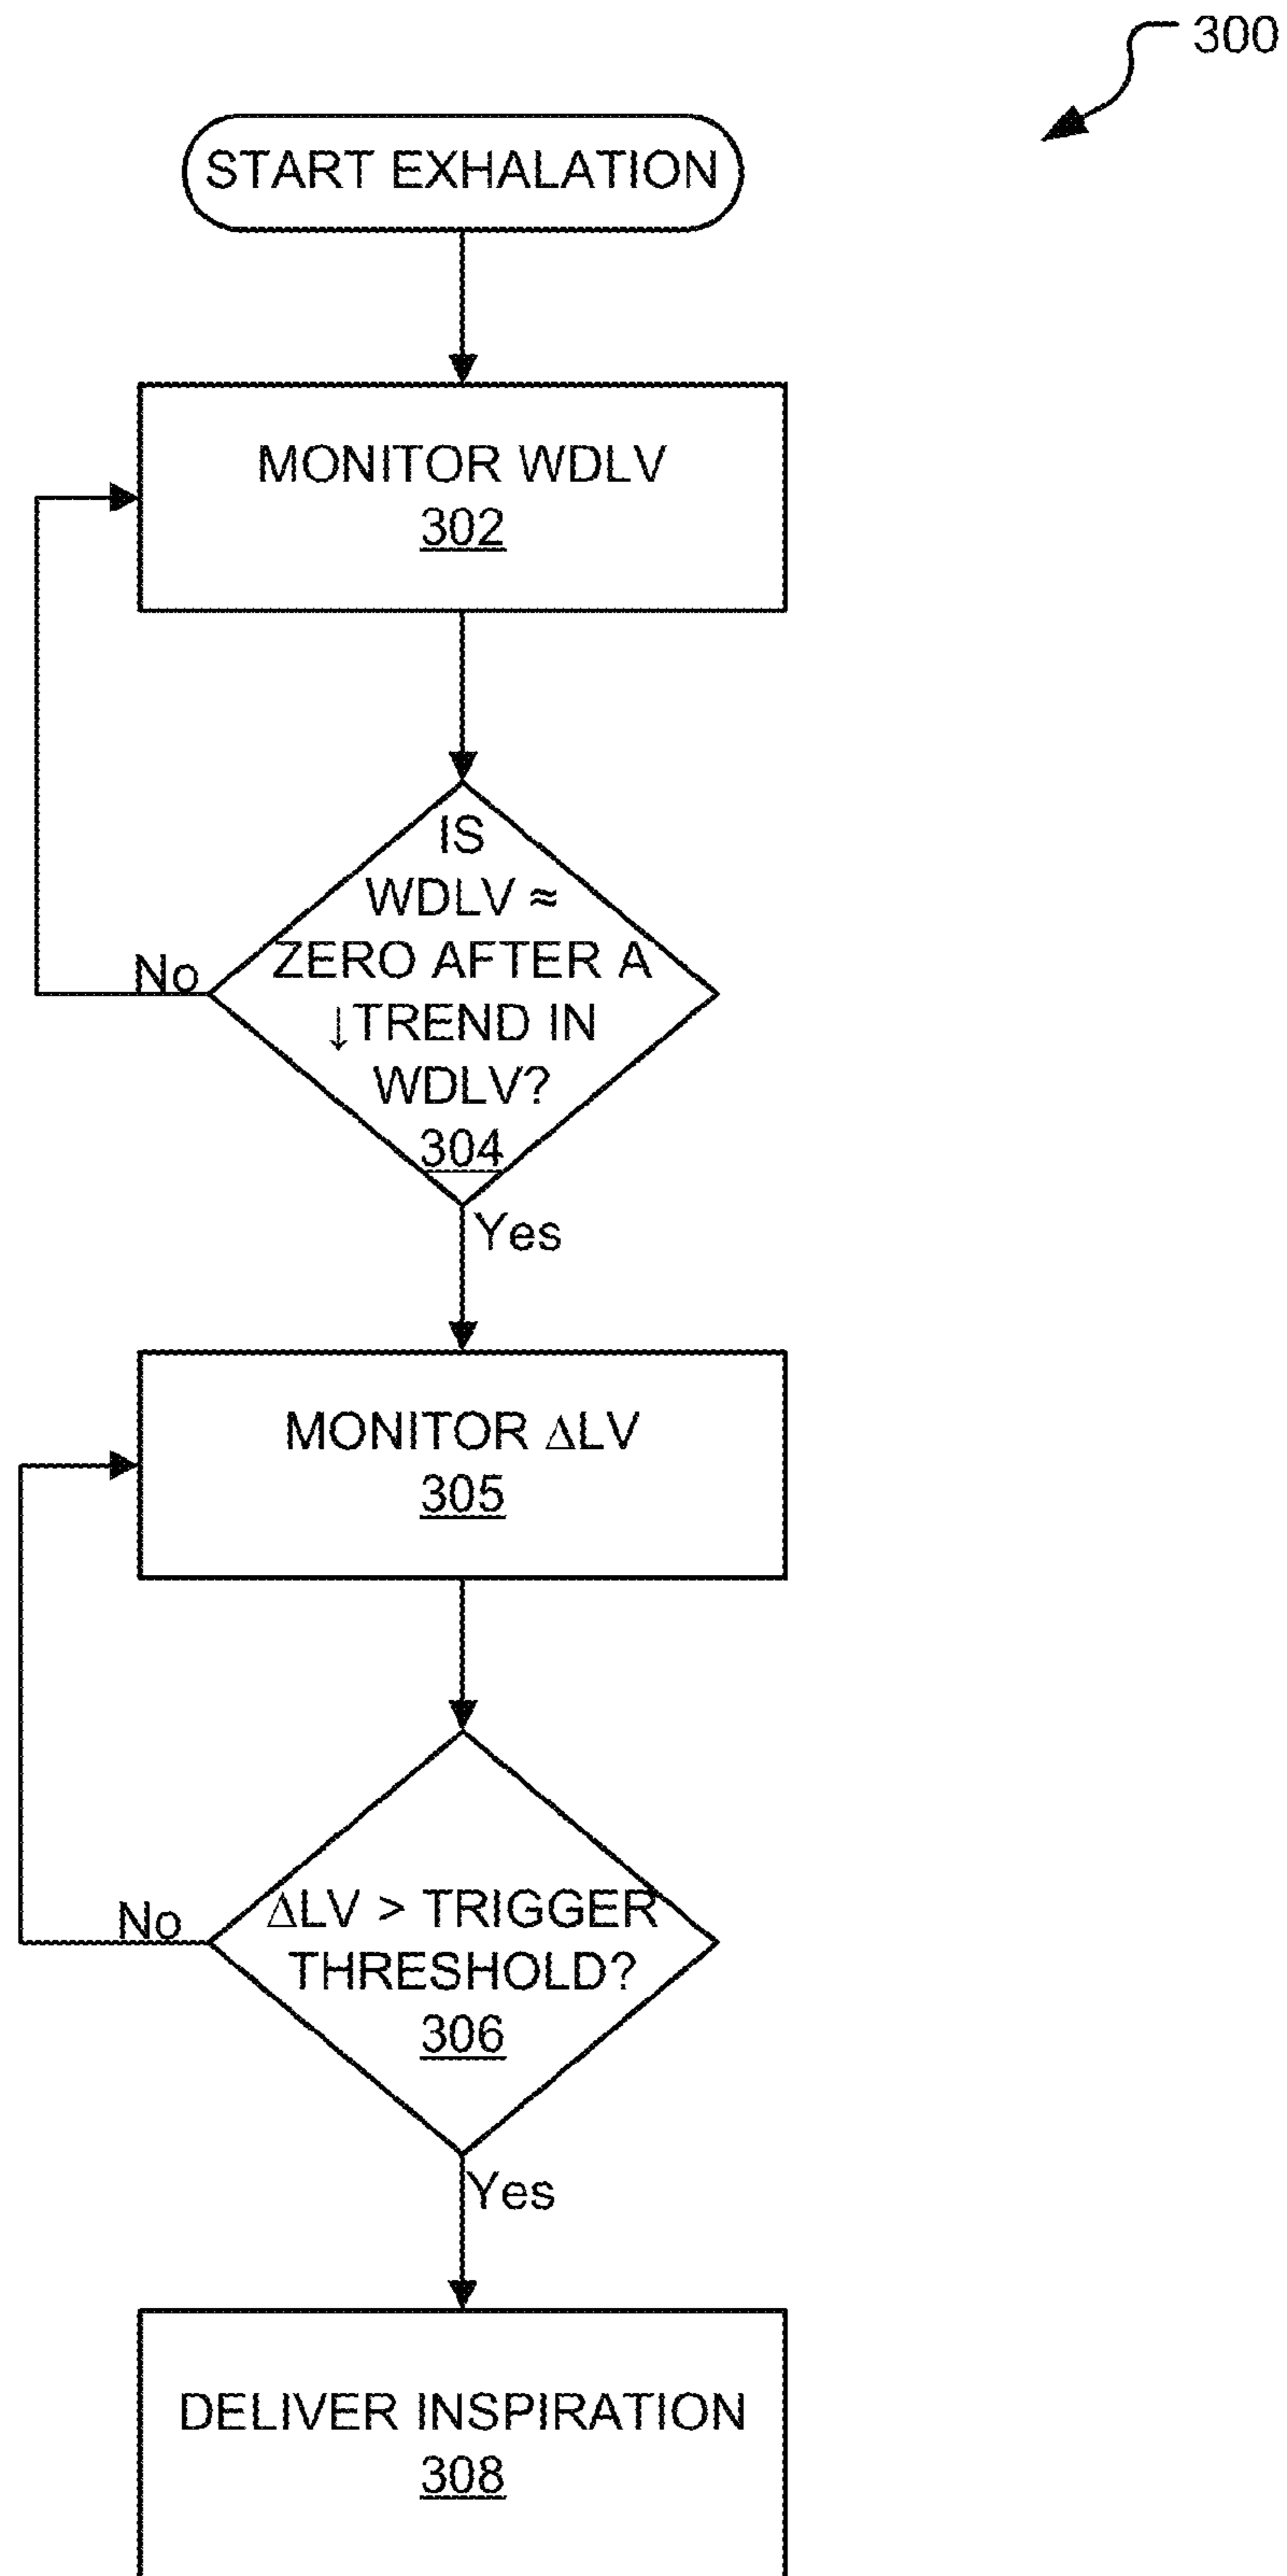 300
START EXHALATION
MONITOR WDLV
302
IS
WDLV ≈
ZERO AFTER A
↓TREND IN
WDLV?
304
No
Yes
MONITOR ΔLV
305
ΔLV > TRIGGER
THRESHOLD?
306
No
Yes
DELIVER INSPIRATION
308